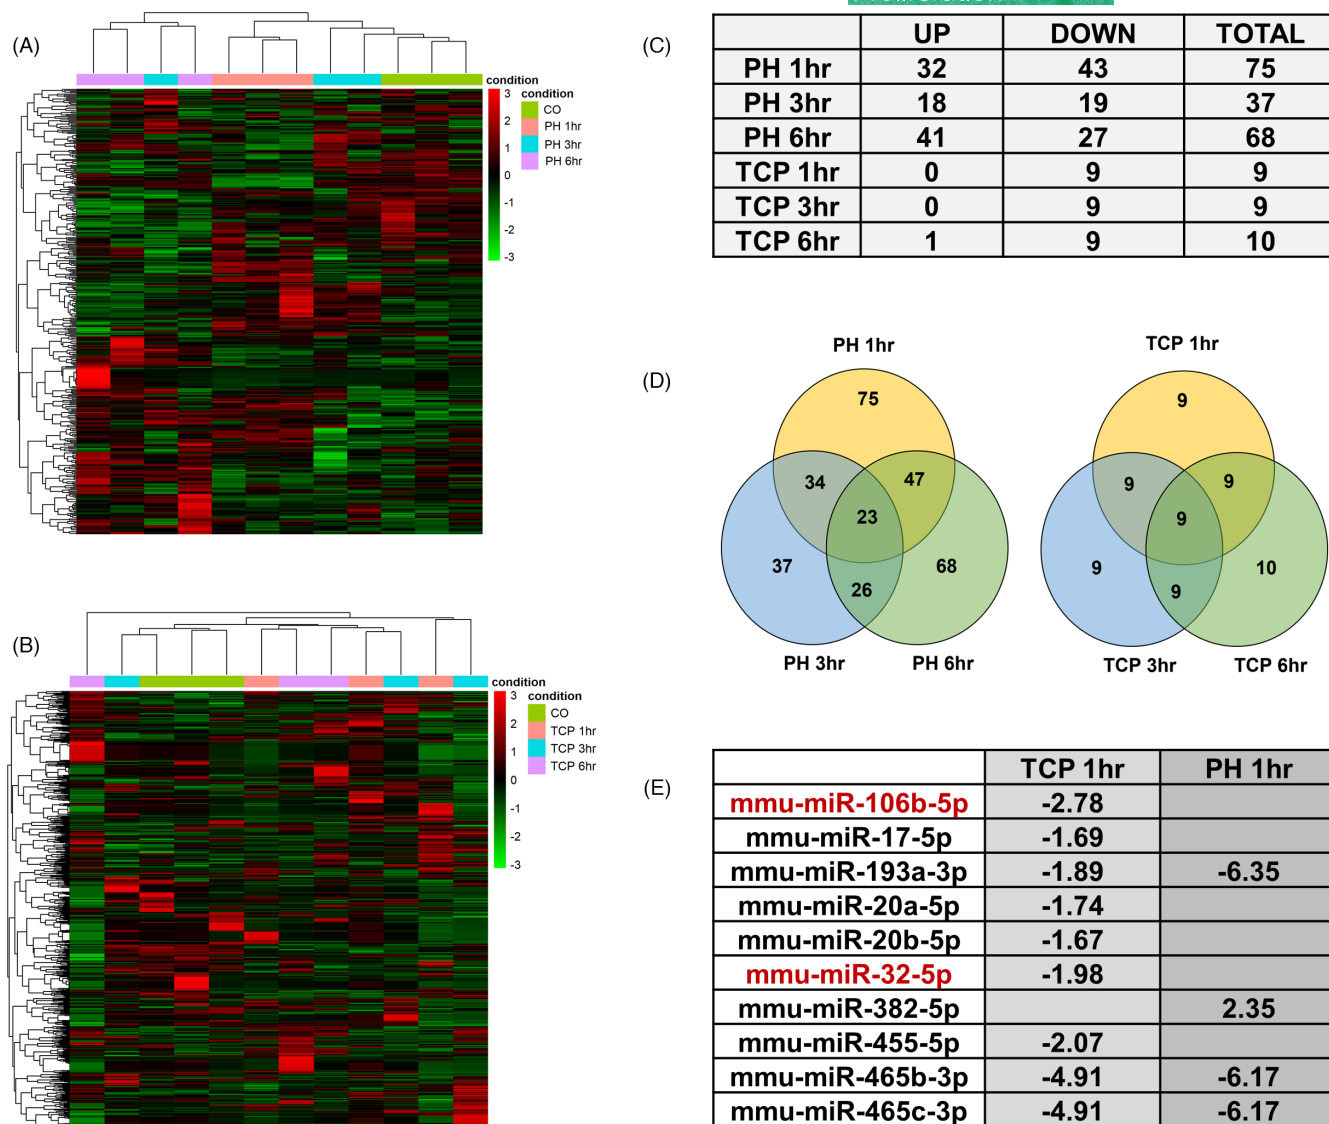 (A)
condition
3
2
1
0
-1
-2
-3
condition
CO
PH 1hr
PH 3hr
PH 6hr
(B)
condition
3
2
1
0
-1
-2
-3
condition
CO
TCP 1hr
TCP 3hr
TCP 6hr
(C)
UP DOWN TOTAL
PH 1hr 32 43 75
PH 3hr 18 19 37
PH 6hr 41 27 68
TCP 1hr 0 9 9
TCP 3hr 0 9 9
TCP 6hr 1 9 10
(D)
PH 1hr
75
34 47
23
37 68
26
PH 3hr PH 6hr
TCP 1hr
9
9 9
9
9 10
9
TCP 3hr TCP 6hr
(E)
TCP 1hr PH 1hr
mmu-miR-106b-5p -2.78
mmu-miR-17-5p -1.69
mmu-miR-193a-3p -1.89 -6.35
mmu-miR-20a-5p -1.74
mmu-miR-20b-5p -1.67
mmu-miR-32-5p -1.98
mmu-miR-382-5p 2.35
mmu-miR-455-5p -2.07
mmu-miR-465b-3p -4.91 -6.17
mmu-miR-465c-3p -4.91 -6.17